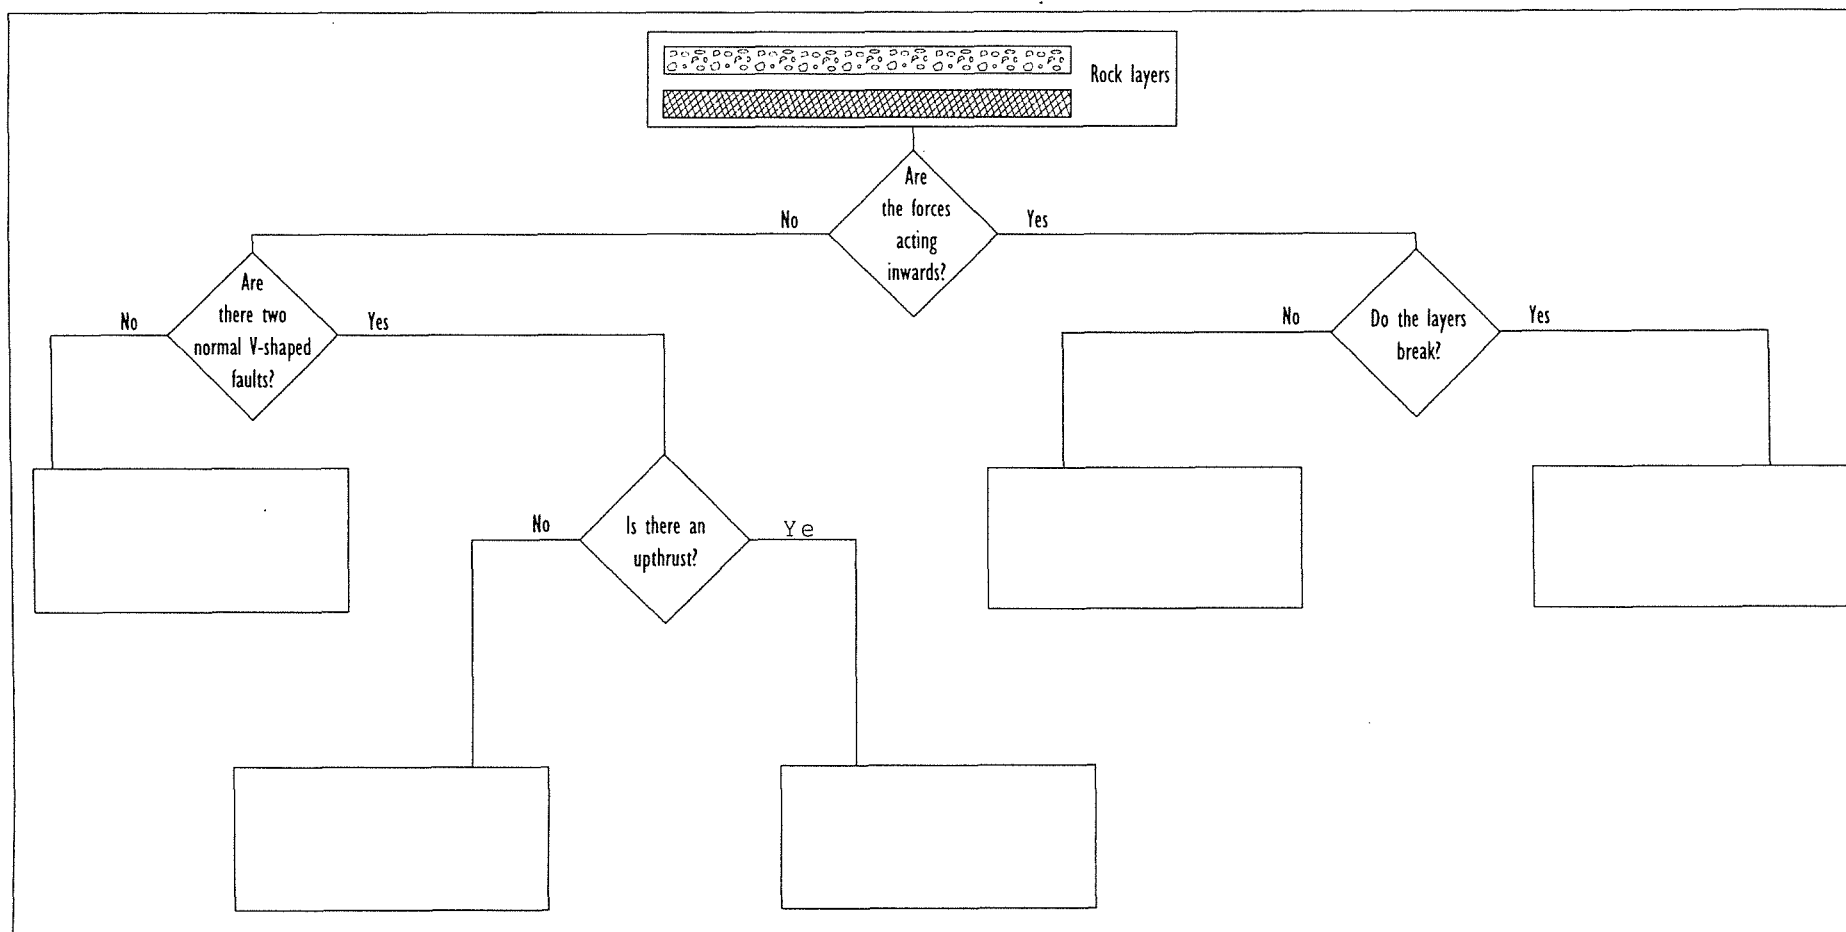 Rock layers
Are
the forces
acting
inwards?
No
Yes
Are
there two
normal V-shaped
faults?
No
Yes
Do the layers
break?
No
Yes
Is there an
upthrust?
No
Ye